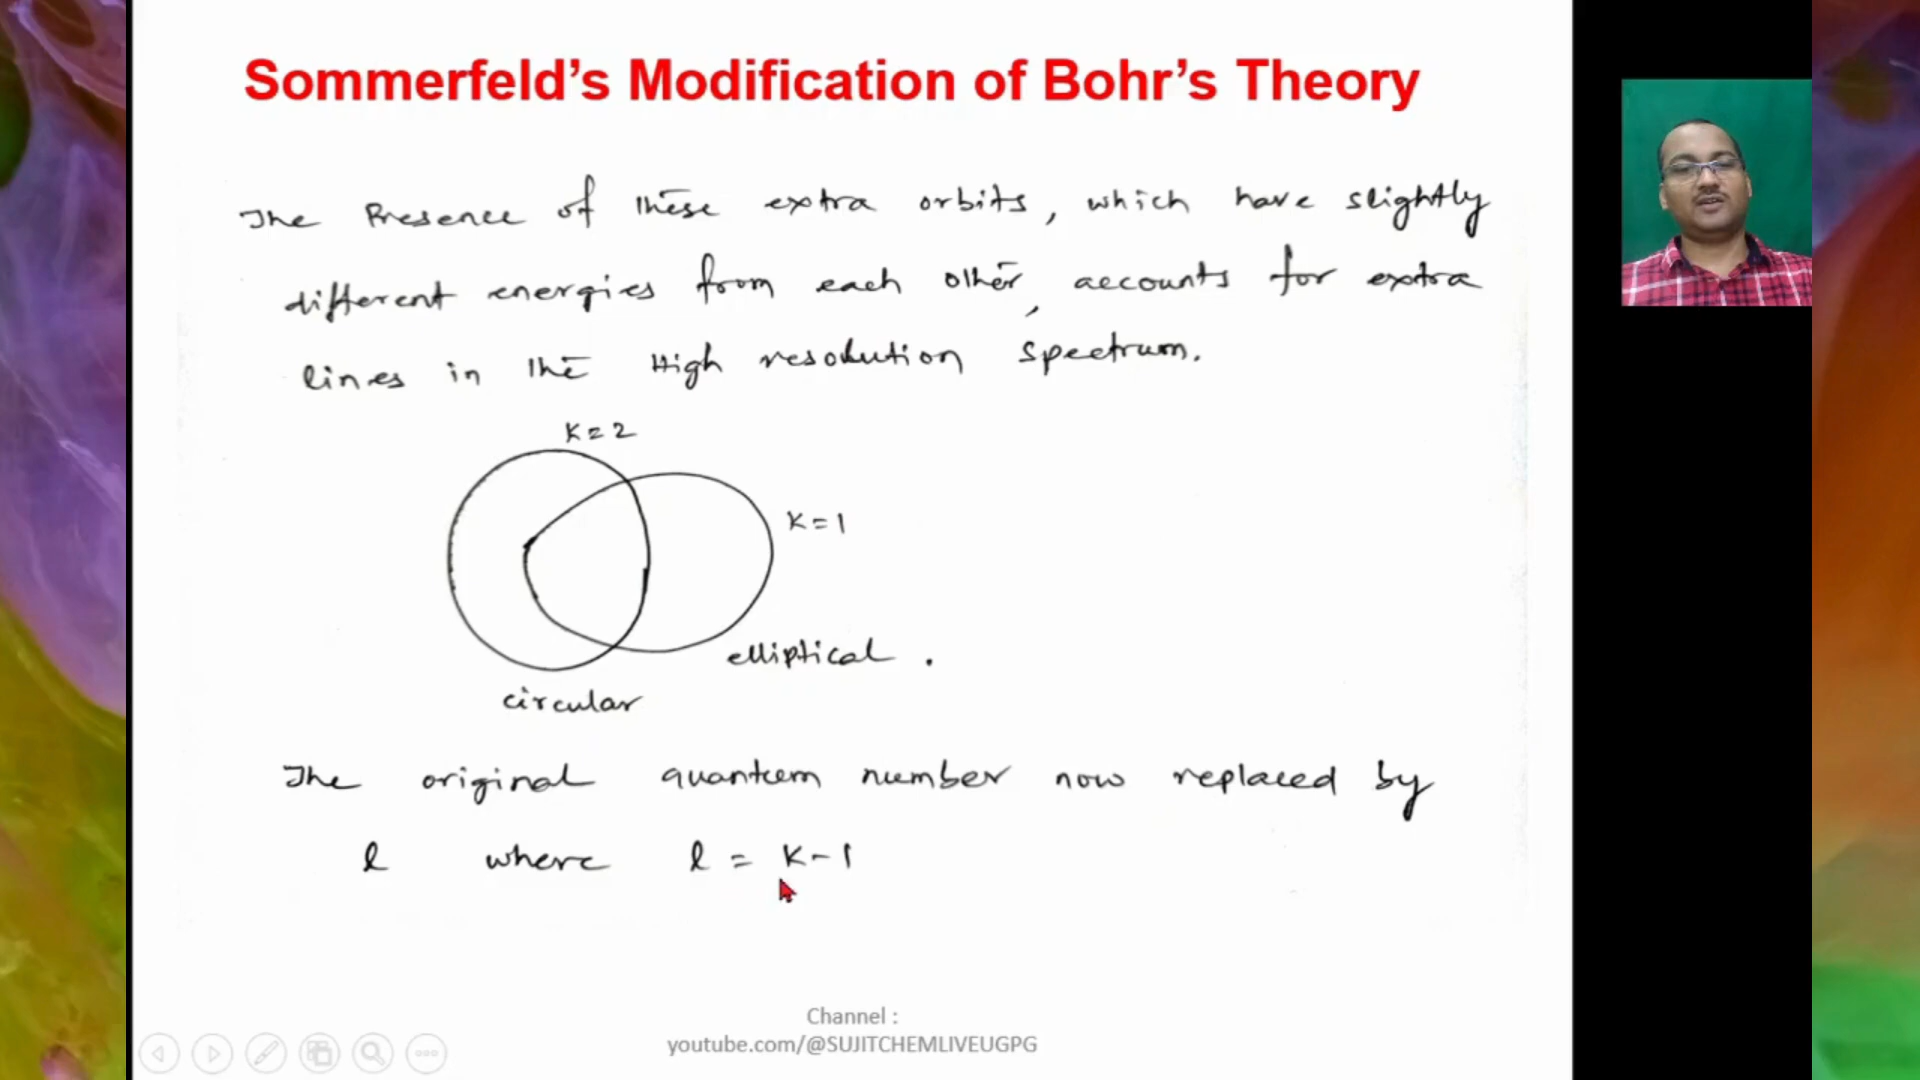 Sommerfeld's Modification of Bohr's Theory
The Presence of these extra orbits, which have slightly
different energies from each other, accounts for extra
lines in the High resolution spectrum.
K = 2
K = 1
elliptical .
circular
The original quantum number now replaced by
l where l = K-1
Channel :
youtube.com/@SUJITCHEMLIVEUGPG